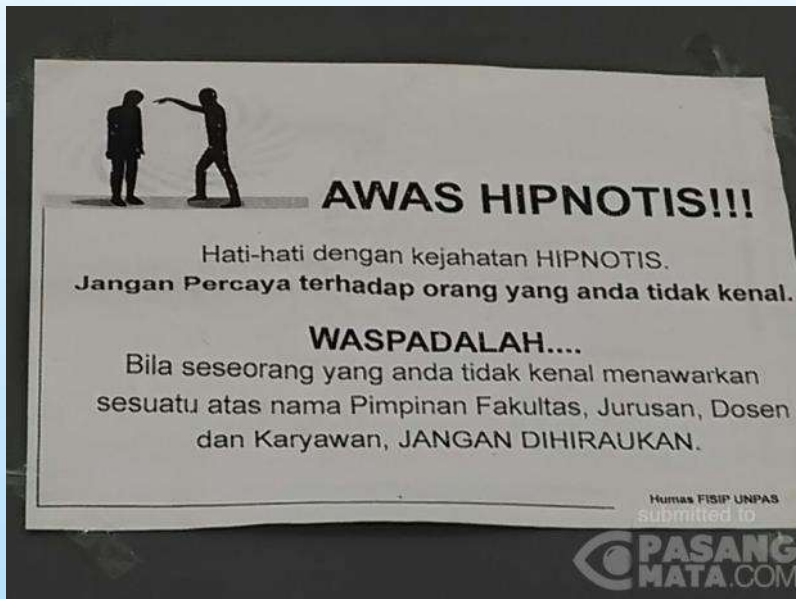 AWAS HIPNOTIS!!!
Hati-hati dengan kejahatan HIPNOTIS.
Jangan Percaya terhadap orang yang anda tidak kenal.
WASPADALAH....
Bila seseorang yang anda tidak kenal menawarkan
sesuatu atas nama Pimpinan Fakultas, Jurusan, Dosen
dan Karyawan, JANGAN DIHIRAUKAN.
Humas FISIP UNPAS
submitted to
PASANG
MATA.COM